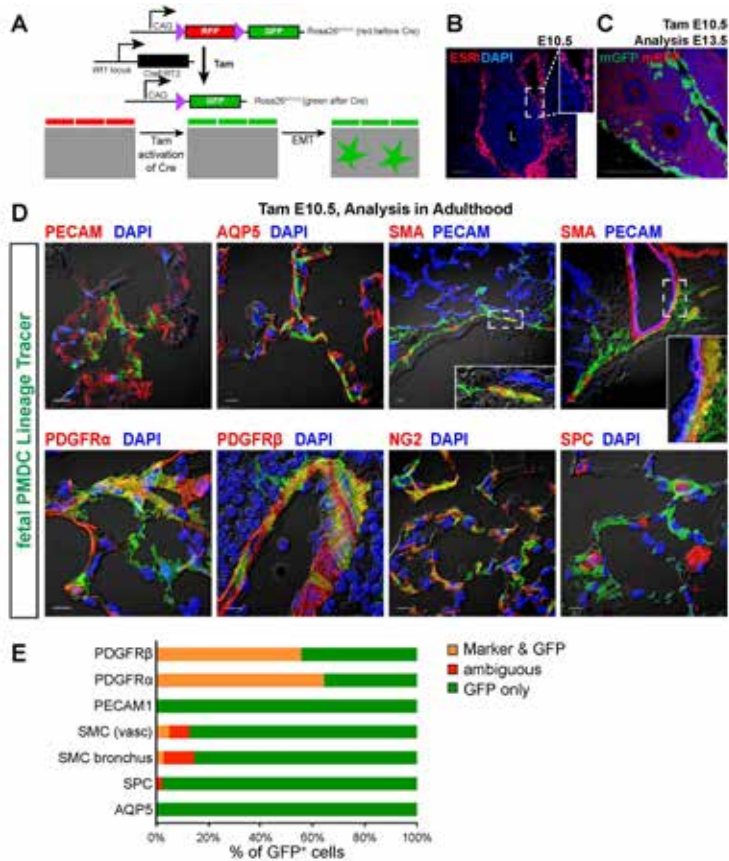 A
CAG
RFP
GFP
(red before Cre)
Wt1 locus
CreERT2
Tam
CAG
GFP
(green after Cre)
Tam
activation
of Cre
EMT
B
E10.5
ESR DAPI
L
C
Tam E10.5
Analysis E13.5
mGFP mRFP
D
Tam E10.5, Analysis in Adulthood
fetal PMDC Lineage Tracer
PECAM DAPI
AQP5 DAPI
SMA PECAM
SMA PECAM
PDGFRα DAPI
PDGFRβ DAPI
NG2 DAPI
SPC DAPI
E
PDGFRβ
PDGFRα
PECAM1
SMC (vasc)
SMC bronchus
SPC
AQP5
0% 20% 40% 60% 80% 100%
% of GFP⁺ cells
Marker & GFP
ambiguous
GFP only